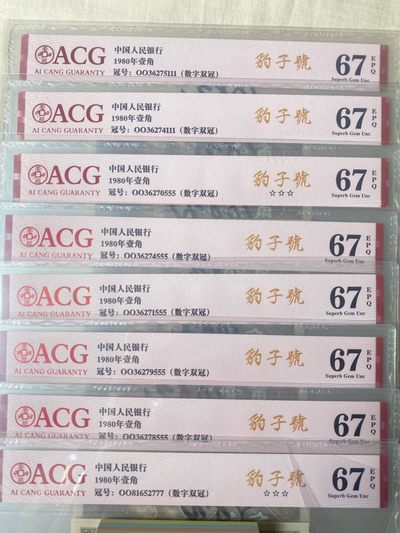 ACG
AI CANG GUARANTY
中国人民银行
1980年壹角
冠号：OO36275111（数字双冠）
豹子號
67 EPQ
Superb Gem Unc
ACG
AI CANG GUARANTY
中国人民银行
1980年壹角
冠号：OO36274111（数字双冠）
豹子號
67 EPQ
Superb Gem Unc
ACG
AI CANG GUARANTY
中国人民银行
1980年壹角
冠号：OO36270555（数字双冠）
豹子號
☆☆☆
67 EPQ
Superb Gem Unc
ACG
AI CANG GUARANTY
中国人民银行
1980年壹角
冠号：OO36274555（数字双冠）
豹子號
67 EPQ
Superb Gem Unc
ACG
AI CANG GUARANTY
中国人民银行
1980年壹角
冠号：OO36271555（数字双冠）
豹子號
67 EPQ
Superb Gem Unc
ACG
AI CANG GUARANTY
中国人民银行
1980年壹角
冠号：OO36279555（数字双冠）
豹子號
67 EPQ
Superb Gem Unc
ACG
AI CANG GUARANTY
中国人民银行
1980年壹角
冠号：OO36278555（数字双冠）
豹子號
67 EPQ
Superb Gem Unc
ACG
AI CANG GUARANTY
中国人民银行
1980年壹角
冠号：OO81652777（数字双冠）
豹子號
☆☆☆
67 EPQ
Superb Gem Unc